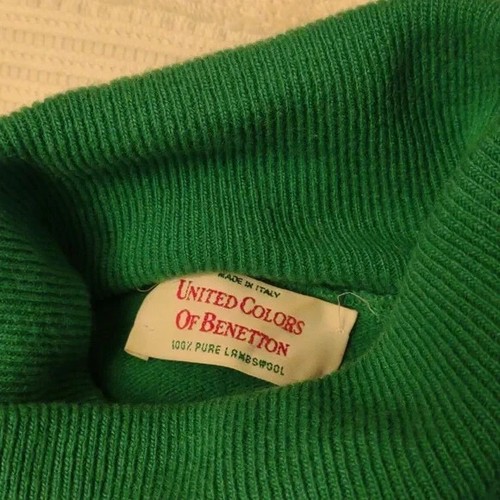 MADE IN ITALY
UNITED COLORS
OF BENETTON
100% PURE LAMBSWOOL